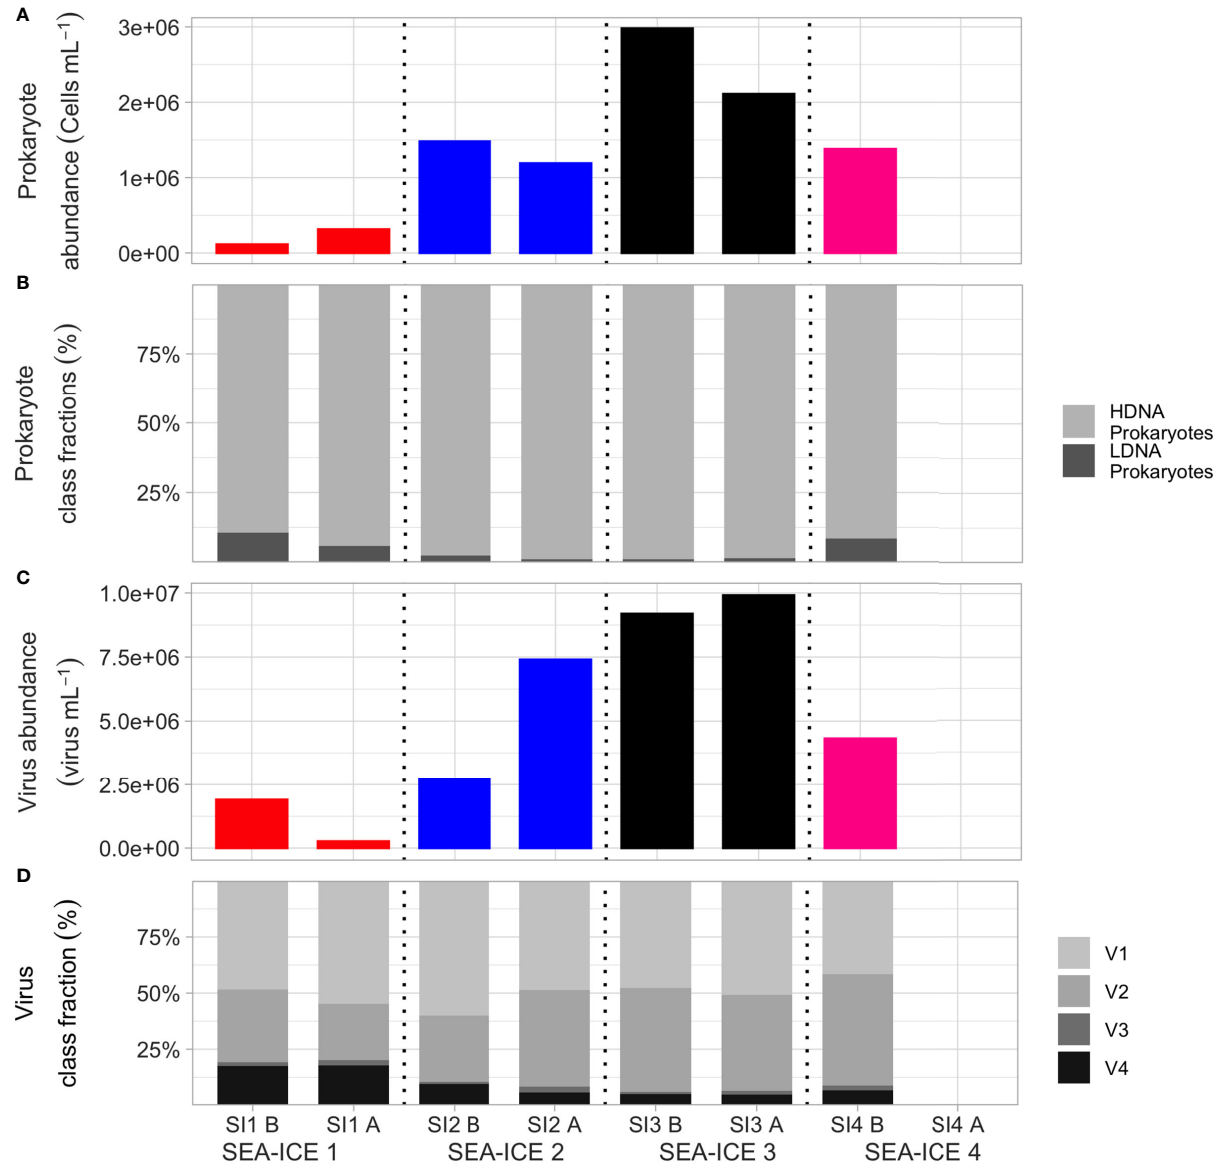 A
Prokaryote
abundance (Cells mL⁻¹)
3e+06
2e+06
1e+06
0e+00
B
Prokaryote
class fractions (%)
75%
50%
25%
HDNA
Prokaryotes
LDNA
Prokaryotes
C
Virus abundance
(virus mL⁻¹)
1.0e+07
7.5e+06
5.0e+06
2.5e+06
0.0e+00
D
Virus
class fraction (%)
75%
50%
25%
V1
V2
V3
V4
SI1 B SI1 A SI2 B SI2 A SI3 B SI3 A SI4 B SI4 A
SEA-ICE 1 SEA-ICE 2 SEA-ICE 3 SEA-ICE 4